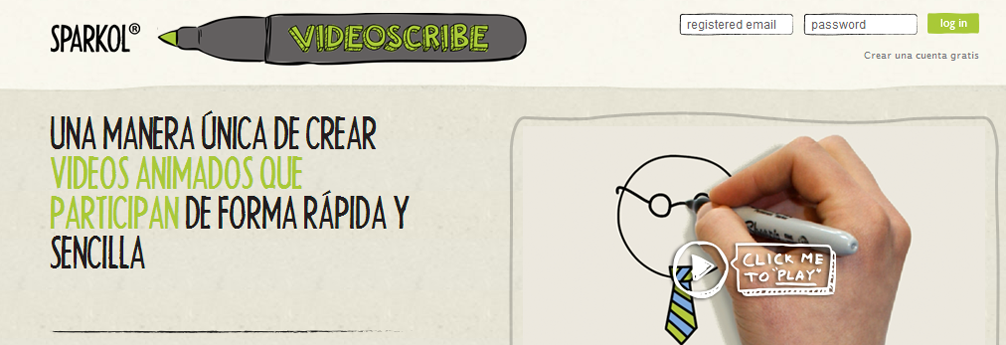 SPARKOL®
VIDEOSCRIBE
registered email
password
log in
Crear una cuenta gratis
UNA MANERA ÚNICA DE CREAR
VIDEOS ANIMADOS QUE
PARTICIPAN DE FORMA RÁPIDA Y
SENCILLA
CLICK ME
TO "PLAY"